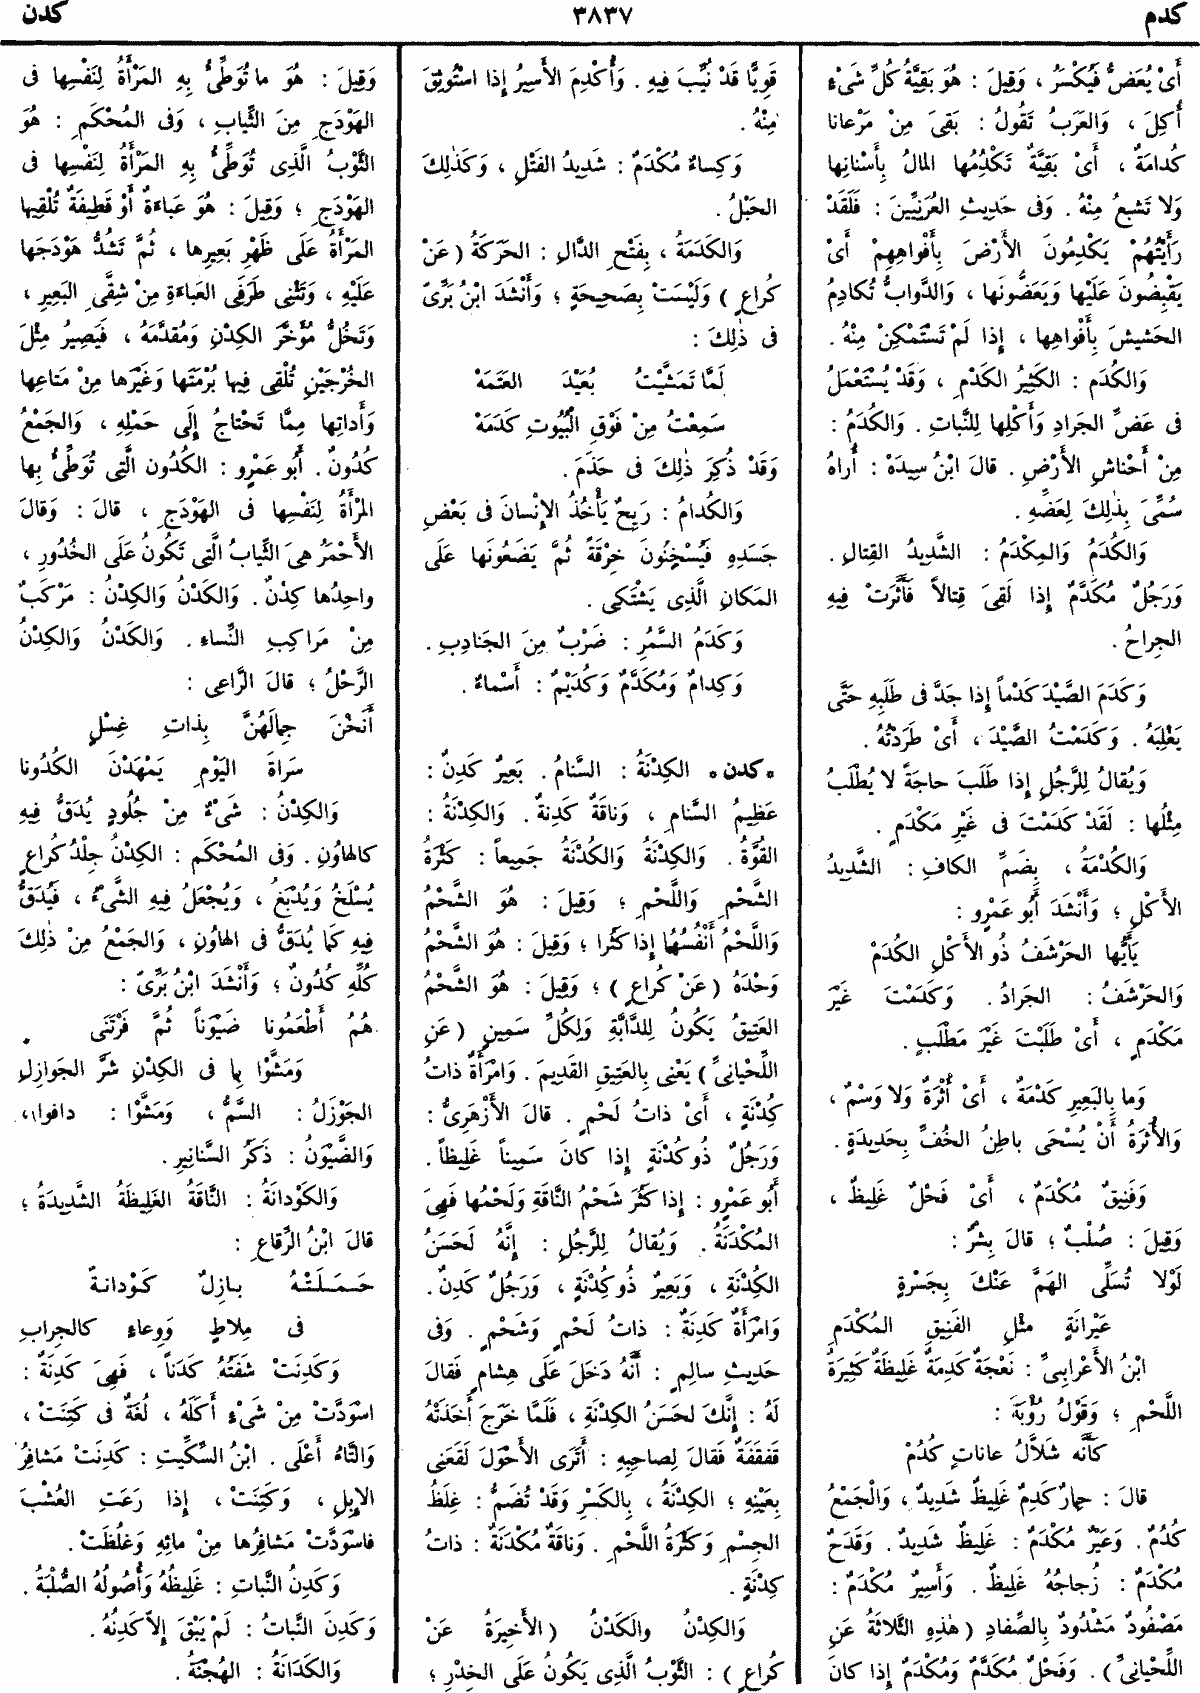 كدم
٣٨٣٧
كدن
أَىْ يُعَضُّ فَيُكْسَرُ ، وَقِيلَ : هُوَ بَقِيَّةُ كُلِّ شَىْءٍ
أُكِلَ ، وَالعَرَبُ تَقُولُ : بَقِىَ مِنْ مَرْعانا
كُدامَةٌ ، أَىْ بَقِيَّةٌ تَكْدُِمُها المالُ بِأَسْنانِها
وَلا تَشبعُ مِنْهُ . وَفى حَدِيثِ العُرَنِيِّينَ : فَلَقَدْ
رَأَيْتُهُمْ يَكْدِمُونَ الأَرْضَ بِأَفْواهِهِمْ أَىْ
يَقْبِضُونَ عَلَيْها وَيَعَضُّونَها ، وَالدَّوابُّ تُكادِمُ
الحَشِيشَ بِأَفْواهِها ، إِذا لَمْ تَسْتَمْكِنْ مِنْهُ .
وَالكُدَمِ : الكَثِيرُ الكَدْمِ ، وَقَدْ يُسْتَعْمَلُ
فى عَضِّ الجَرادِ وَأَكْلِها لِلنَّباتِ . وَالكُدَمُ :
مِنْ أَحْناشِ الأَرْضِ . قالَ ابْنُ سِيدَهْ : أُراهُ
سُمِّىَ بِذٰلِكَ لِعَضِّهِ .
وَالكُدَمُ وَالمِكْدَمُ : الشَّدِيدُ القِتالِ .
وَرَجُلٌ مُكَدَّمٌ إِذا لَقِىَ قِتالاً فَأَثَّرَتْ فِيهِ
الجِراحُ .
وَكَدَمَ الصَّيْدَ كَدْماً إِذا جَدَّ فى طَلَبِهِ حَتَّى
يَغْلِبَهُ . وَكَدَمْتُ الصَّيْدَ ، أَىْ طَرَدْتُهُ .
وَيُقالُ لِلرَّجُلِ إِذا طَلَبَ حاجَةً لا يُطْلَبُ
مِثْلُها : لَقَدْ كَدَمْتَ فى غَيْرِ مَكْدَمٍ .
وَالكُدْمَةُ ، بِضَمِّ الكافِ : الشَّدِيدُ
الأَكْلِ ؛ وَأَنْشَدَ أَبُو عَمْرٍو :
يَأَيُّها الحَرْشَفُ ذُو الأَكْلِ الكُدَمْ
وَالحَرْشَفُ : الجَرادُ . وَكَدَمْتَ غَيْرَ
مَكْدَمٍ ، أَىْ طَلَبْتَ غَيْرَ مَطْلَبٍ .
وَما بِالبَعِيرِ كَدْمَةٌ ، أَىْ أُثْرَةٌ وَلا وَسْمٌ ،
وَالأُثْرَةُ أَنْ يُسْحَى باطِنُ الخُفِّ بِحَدِيدَةٍ .
وَفَنِيقٌ مُكْدَمٌ ، أَىْ فَحْلٌ غَلِيظٌ ،
وَقِيلَ : صُلْبٌ ؛ قالَ بِشْرٌ :
لَوْلا تُسَلِّى الهَمَّ عَنْكَ بِجَسْرَةٍ
عَيْرانَةٍ مثْلِ الفَنِيقِ المُكْدَمِ
ابْنُ الأَعْرابِىِّ : نَعْجَةٌ كَدِمَةٌ غَلِيظَةٌ كَثِيرَةُ
اللَّحْمِ ؛ وَقَوْلُ رُؤْبَةَ :
كَأَنَّه شَلاَّلُ عاناتٍ كُدُمْ
قالَ : حِمارٌ كَدِمٌ غَلِيظٌ شَدِيدٌ ، وَالْجَمْعُ
كُدُمٌ . وَعَيْرٌ مُكْدَمٌ : غَلِيظٌ شَدِيدٌ . وَقَدَحٌ
مُكْدَمٌ : زُجاجُهُ غَلِيظٌ . وَأَسِيرٌ مُكْدَمٌ :
مَصْفُودٌ مَشْدُودٌ بِالصِّفادِ ( هٰذِهِ الثَّلاثَةُ عَنِ
اللِّحْيانِىِّ ) . وَفَحْلٌ مُكَدَّمٌ وَمُكْدَمٌ إِذا كانَ
قَوِيًّا قَدْ نُيِّبَ فِيهِ . وَأُكْدِمَ الأَسِيرُ إِذا اسْتُوثِقَ
مِنْهُ .
وَكِساءٌ مُكْدَمٌ : شَدِيدُ الفَتْلِ ، وَكَذٰلِكَ
الحَبْلُ .
وَالكَدَمَةُ ، بِفَتْحِ الدَّالِ : الحَرَكَةُ ( عَنْ
كُراعٍ ) وَلَيْسَتْ بِصَحِيحَةٍ ؛ وَأَنْشَدَ ابْنُ بَرِّىٍّ
فى ذٰلِكَ :
لَمَّا تَمَشَّيْتُ بُعَيْدَ العَتَمَهْ
سَمِعْتُ مِنْ فَوْقِ الْبُيُوتِ كَدَمَهْ
وَقَدْ ذُكِرَ ذٰلِكَ فى حَذَمَ .
وَالكُدامُ : رِيحٌ يَأْخُذُ الإِنْسانَ فى بَعْضِ
جَسَدِهِ فَيُسْخِنُونَ خِرْقَةً ثُمَّ يَضَعُونَها عَلَى
المَكانِ الَّذِى يَشْتَكِى .
وَكَدَمُ السَّمُرِ : ضَرْبٌ مِنَ الجَنادِبِ .
وَكِدامٌ وَمُكَدَّمٌ وَكُدَيْمٌ : أَسْماءٌ .
* كدن * الكِدْنَةُ : السَّنامُ . بَعِيرٌ كَدِنٌ :
عَظِيمُ السَّنامِ ، وَناقَةٌ كَدِنَةٌ . وَالكِدْنَةُ :
القُوَّةُ . وَالكِدْنَةُ وَالكُدْنَةُ جَمِيعاً : كَثْرَةُ
الشَّحْمِ وَاللَّحْمِ ؛ وَقِيلَ : هُوَ الشَّحْمُ
وَاللَّحْمُ أَنْفُسُهُا إِذا كَثُرا ؛ وَقِيلَ : هُوَ الشَّحْمُ
وَحْدَهُ ( عَنْ كُراعٍ ) ؛ وَقِيلَ : هُوَ الشَّحْمُ
العَتِيقُ يَكُونُ لِلدَّابَّةِ وَلِكُلِّ سَمِينٍ ( عَنِ
اللِّحْيانِىِّ ) يَعْنِى بِالعَتِيقِ القَدِيمَ . وَامْرَأَةٌ ذاتُ
كُِدْنَةٍ ، أَىْ ذاتُ لَحْمٍ . قالَ الأَزْهَرِىُّ :
وَرَجُلٌ ذُو كُِدْنَةٍ إِذا كانَ سَمِيناً غَلِيظاً .
أَبُو عَمْرٍو : إِذا كَثُرَ شَحْمُ النَّاقَةِ وَلَحْمُها فَهِىَ
المُكْدَنَةُ . وَيُقالُ لِلرَّجُلِ : إِنَّهُ لَحَسَنُ
الكِدْنَةِ ، وَبَعِيرٌ ذُو كِدْنَةٍ ، وَرَجُلٌ كَدِنٌ .
وَامْرَأَةٌ كَدِنَةٌ : ذاتُ لَحْمٍ وَشَحْمٍ . وَفى
حَدِيثِ سالِمٍ : أَنَّهُ دَخَلَ عَلَى هِشامٍ فَقالَ
لَهُ : إِنَّكَ لحَسَنُ الكِدْنَةِ ، فَلَمَّا خَرَجَ أَخَذَتْهُ
قَفقَفَةٌ فَقالَ لِصاحِبِهِ : أَتَرَى الأَحْوَلَ لَقَعَنِى
بِعَيْنِهِ ؛ الكِدْنَةُ ، بِالكَسْرِ وَقَدْ تُضَمُّ : غِلَظُ
الجِسْمِ وَكَثْرَةُ اللَّحْمِ . وَناقَةٌ مُكْدَنَةٌ : ذاتُ
كِدْنَةٍ .
وَالكِدْنُ والَكَدْنُ ( الأَخِيرَةُ عَنْ
كُراعٍ ) : الثَّوْبُ الَّذِى يَكُونُ عَلَى الخِدْرِ ؛
وَقِيلَ : هُوَ ما تُوَطِّئُ بِهِ المَرْأَةُ لِنَفْسِها فى
الهَوْدَجِ مِنَ الثِّيابِ ، وَفى المُحْكَمِ : هُوَ
الثَّوْبُ الَّذِى تُوَطِّئُ بِهِ المَرْأَةُ لِنَفْسِها فى
الهَوْدَجِ ؛ وَقِيلَ : هُوَ عَباءَةٌ أَوْ قَطِيفَةٌ تُلْقِيها
المَرْأَةُ عَلَى ظَهْرِ بَعِيرِها ، ثُمَّ تَشُدُّ هَوْدَجَها
عَلَيْهِ ، وَتَثْنِى طَرَفَىِ العَباءَةِ مِنْ شِقَّىِ البَعِيرِ ،
وَتَخُلُّ مُؤَخَّرَ الكِدْنِ وَمُقَدَّمَهُ ، فَيَصِيرُ مِثْلَ
الخُرْجَيْنِ تُلْقِى فِيها بُرْمَتَها وَغَيْرَها مِنْ مَتاعِها
وَأَداتِها مِمَّا تَحْتاجُ إِلَى حَمْلِهِ ، وَالجَمْعُ
كُدُونٌ . أَبُو عَمْرٍو : الكُدُون الَّتِى تُوَطِّئُ بِها
المَرْأَةُ لِنَفْسِها فى الهَوْدَجِ ، قالَ : وَقالَ
الأَحْمَرُ هِىَ الثِّيابُ الَّتِى تَكُونُ عَلَى الخُدُورِ ،
واحِدُها كِدْنٌ . وَالكَدْنُ وَالكِدْنُ : مَرْكَبٌ
مِنْ مَراكِبِ النِّساءِ . وَالكَدْنُ وَالكِدْنُ
الرَّحْلُ ؛ قالَ الرَّاعِى :
أَنَخْنَ جِمالَهُنَّ بِذاتِ غِسْلٍ
سَراةَ اليَوْمِ يَمْهَدْنَ الكُدُونا
وَالكِدْنُ : شَىْءٌ مِنْ جُلُودٍ يُدَقُّ فِيهِ
كالهاوُنِ . وَفى المُحْكَمِ : الكِدْنُ جِلْدُ كُراعٍ
يُسْلَخُ وَيُدْبَغُ ، وَيُجْعَلُ فِيهِ الشَّىْءُ ، فَيُدَقُّ
فِيهِ كَما يُدَقُّ فى الهاوُنِ ، وَالجَمْعُ مِنْ ذٰلِكَ
كُلِّهِ كُدُونٌ ؛ وَأَنْشَدَ ابْنُ بَرِّىٍّ :
هُمُ أَطْعَمُونا ضَيْوَناً ثُمَّ فَرْتَنَى
وَمَشَّوْا بِما فى الكِدْنِ شَرَّ الجَوازِلِ
الجَوْزَلُ : السَّمُّ ، وَمَشَّوْا : دافوا ،
وَالضَّيْوَنُ : ذَكَرُ السَّنانِيرِ .
وَالكَوْدانَةُ : النَّاقَةُ الغَلِيظَةُ الشَّدِيدَةُ ؛
قالَ ابْنُ الرِّقاعِ :
حَمَلَتْهُ بازِلٌ كَوْدانةٌ
فى مِلاطٍ وَوِعاءٍ كالجِرابِ
وَكَدِنَتْ شَفَتُهُ كَدَناً ، فَهِىَ كَدِنَةٌ :
اسْوَدَّتْ مِنْ شَىْءٍ أَكَلَهُ ، لُغَةٌ فى كَتِنَتْ ،
وَالتَّاءُ أَعْلَى . ابْنُ السِّكِّيتِ : كَدِنَتْ مَشافِرُ
الإِبِلِ ، وَكَتِنَتْ ، إِذا رَعَتِ العُشْبَ
فاسْوَدَّتْ مَشافِرُها مِنْ مائِهِ وَغَلُظَتْ .
وَكَدِنُ النَّباتِ : غَلِيظُهُ وَأُصُولُهُ الصُّلْبَةُ .
وَكَدِنَ النَّباتُ : لَمْ يَبْقَ إِلاّ كَدِنُهُ .
وَالكَدَانَةُ : الهُجْنَةُ .